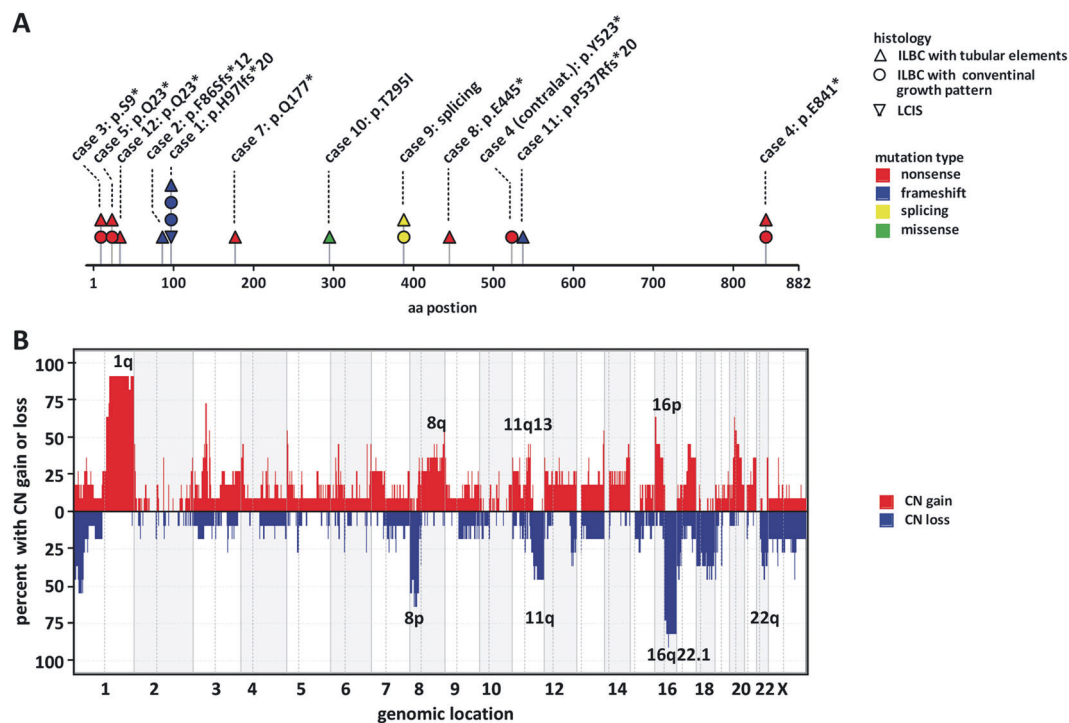 A
case 3: p.S9*
case 5: p.Q23*
case 12: p.Q23*
case 2: p.F86Sfs*12
case 1: p.H97Ifs*20
case 7: p.Q177*
case 10: p.T295I
case 9: splicing
case 8: p.E445*
case 4 (contralat.): p.Y523*
case 11: p.P537Rfs*20
case 4: p.E841*
histology
ILBC with tubular elements
ILBC with conventinal
growth pattern
LCIS
mutation type
nonsense
frameshift
splicing
missense
1 100 200 300 400 500 600 700 800 882
aa postion
B
percent with CN gain or loss
100
75
50
25
0
25
50
75
100
1q
8q
11q13
16p
8p
11q
16q22.1
22q
CN gain
CN loss
1 2 3 4 5 6 7 8 9 10 12 14 16 18 20 22 X
genomic location